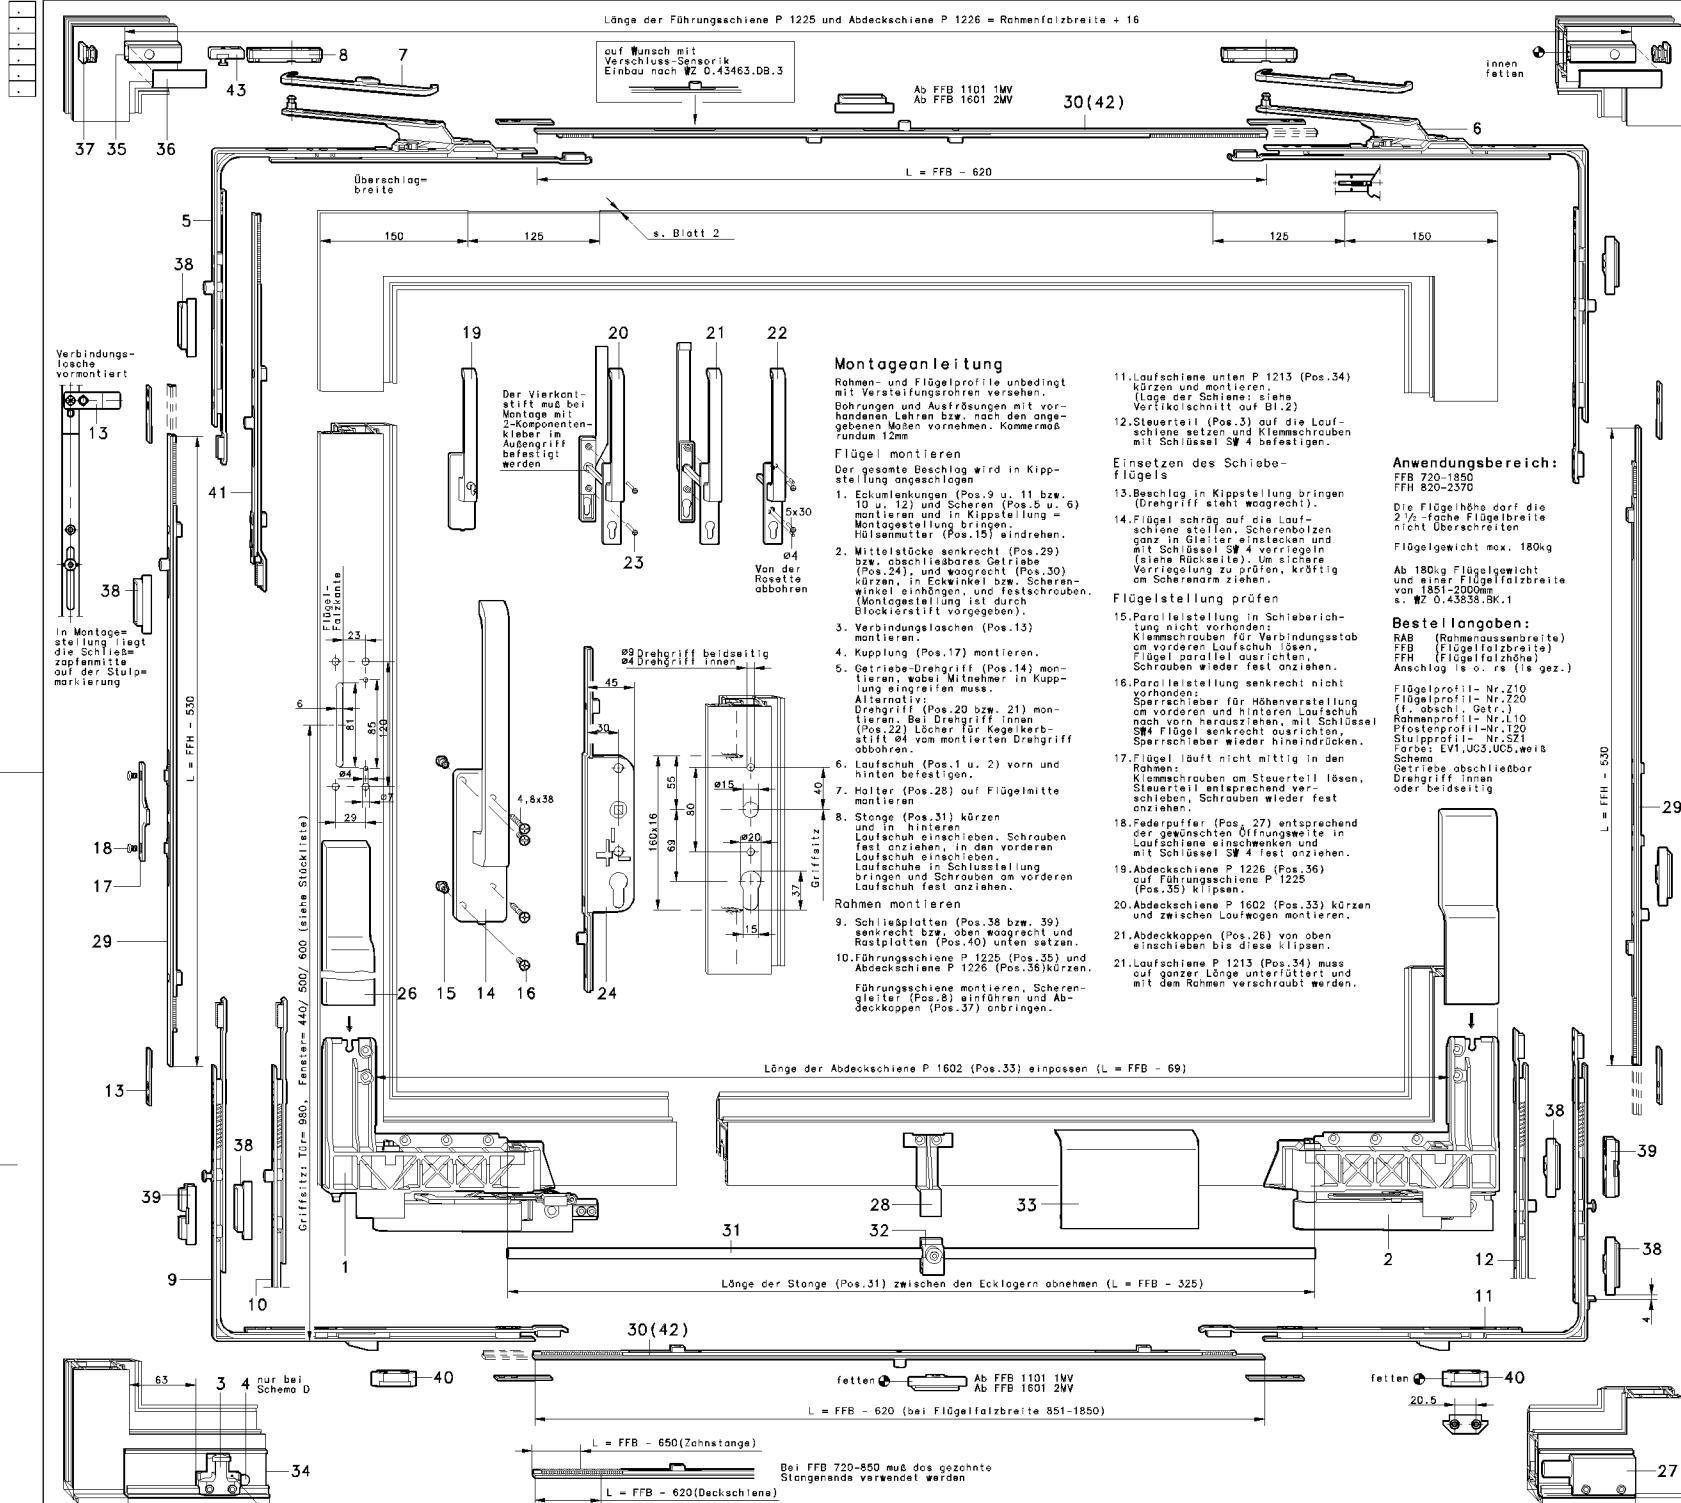 Länge der Führungsschiene P 1225 und Abdeckschiene P 1226 = Rahmenfalzbreite + 16
auf Wunsch mit
Verschluss-Sensorik
Einbau nach WZ 0.43463.DB.3
Ab FFB 1101 1MV
Ab FFB 1601 2MV
30(42)
innen
fetten
37
35
36
43
8
7
6
Überschlag=
breite
L = FFB - 620
5
150
125
s. Blatt 2
125
150
38
Verbindungs-
lasche
vormontiert
13
41
38
In Montage=
stellung liegt
die Schließ=
zapfenmitte
auf der Stulp=
markierung
19
20
21
22
Der Vierkant-
stift muß bei
Montage mit
2-Komponenten-
kleber im
Außengriff
befestigt
werden
23
5x30
ø4
Von der
Rosette
abbohren
Flügel-
Falzkante
23
6
81
85
120
ø4
ø7
29
L = FFH - 530
18
17
29
13
ø9 Drehgriff beidseitig
ø4 Drehgriff innen
45
30
4,8x38
160x16
55
80
69
ø15
ø20
40
37
15
Griffsitz
26
15
14
16
24
Griffsitz: Tür= 980, Fenster= 440/ 500/ 600 (siehe Stückliste)
Montageanleitung
Rahmen- und Flügelprofile unbedingt
mit Versteifungsrohren versehen.
Bohrungen und Ausfräsungen mit vor-
handenen Lehren bzw. nach den ange-
gebenen Maßen vornehmen. Kammermaß
rundum 12mm
Flügel montieren
Der gesamte Beschlag wird in Kipp-
stellung angeschlagen
1. Eckumlenkungen (Pos.9 u. 11 bzw.
10 u. 12) und Scheren (Pos.5 u. 6)
montieren und in Kippstellung =
Montagestellung bringen.
Hülsenmutter (Pos.15) eindrehen.
2. Mittelstücke senkrecht (Pos.29)
bzw. abschließbares Getriebe
(Pos.24), und waagrecht (Pos.30)
kürzen, in Eckwinkel bzw. Scheren-
winkel einhängen, und festschrauben.
(Montagestellung ist durch
Blockierstift vorgegeben).
3. Verbindungslaschen (Pos.13)
montieren.
4. Kupplung (Pos.17) montieren.
5. Getriebe-Drehgriff (Pos.14) mon-
tieren, wobei Mitnehmer in Kupp-
lung eingreifen muss.
Alternativ:
Drehgriff (Pos.20 bzw. 21) mon-
tieren. Bei Drehgriff innen
(Pos.22) Löcher für Kegelkerb-
stift ø4 vom montierten Drehgriff
abbohren.
6. Laufschuh (Pos.1 u. 2) vorn und
hinten befestigen.
7. Halter (Pos.28) auf Flügelmitte
montieren
8. Stange (Pos.31) kürzen
und in hinteren
Laufschuh einschieben. Schrauben
fest anziehen, in den vorderen
Laufschuh einschieben.
Laufschuhe in Schlusstellung
bringen und Schrauben am vorderen
Laufschuh fest anziehen.
Rahmen montieren
9. Schließplatten (Pos.38 bzw. 39)
senkrecht bzw. oben waagrecht und
Rastplatten (Pos.40) unten setzen.
10.Führungsschiene P 1225 (Pos.35) und
Abdeckschiene P 1226 (Pos.36)kürzen.
Führungsschiene montieren, Scheren-
gleiter (Pos.8) einführen und Ab-
deckkappen (Pos.37) anbringen.
11.Laufschiene unten P 1213 (Pos.34)
kürzen und montieren.
(Lage der Schiene: siehe
Vertikalschnitt auf Bl.2)
12.Steuerteil (Pos.3) auf die Lauf-
schiene setzen und Klemmschrauben
mit Schlüssel SW 4 befestigen.
Einsetzen des Schiebe-
flügels
13.Beschlag in Kippstellung bringen
(Drehgriff steht waagrecht).
14.Flügel schräg auf die Lauf-
schiene stellen. Scherenbolzen
ganz in Gleiter einstecken und
mit Schlüssel SW 4 verriegeln
(siehe Rückseite). Um sichere
Verriegelung zu prüfen, kräftig
am Scherenarm ziehen.
Flügelstellung prüfen
15.Parallelstellung in Schieberich-
tung nicht vorhanden:
Klemmschrauben für Verbindungsstab
am vorderen Laufschuh lösen,
Flügel parallel ausrichten,
Schrauben wieder fest anziehen.
16.Parallelstellung senkrecht nicht
vorhanden:
Sperrschieber für Höhenverstellung
am vorderen und hinteren Laufschuh
nach vorn herausziehen, mit Schlüssel
SW4 Flügel senkrecht ausrichten,
Sperrschieber wieder hineindrücken.
17.Flügel läuft nicht mittig in den
Rahmen:
Klemmschrauben am Steuerteil lösen,
Steuerteil entsprechend ver-
schieben, Schrauben wieder fest
anziehen.
18.Federpuffer (Pos. 27) entsprechend
der gewünschten Öffnungsweite in
Laufschiene einschwenken und
mit Schlüssel SW 4 fest anziehen.
19.Abdeckschiene P 1226 (Pos.36)
auf Führungsschiene P 1225
(Pos.35) klipsen.
20.Abdeckschiene P 1602 (Pos.33) kürzen
und zwischen Laufwagen montieren.
21.Abdeckkappen (Pos.26) von oben
einschieben bis diese klipsen.
21.Laufschiene P 1213 (Pos.34) muss
auf ganzer Länge unterfüttert und
mit dem Rahmen verschraubt werden.
Anwendungsbereich:
FFB 720-1850
FFH 820-2370
Die Flügelhöhe darf die
2 1/2 -fache Flügelbreite
nicht Überschreiten
Flügelgewicht max. 180kg
Ab 180kg Flügelgewicht
und einer Flügelfalzbreite
von 1851-2000mm
s. WZ 0.43838.BK.1
Bestellangaben:
RAB (Rahmenaussenbreite)
FFB (Flügelfalzbreite)
FFH (Flügelfalzhöhe)
Anschlag ls o. rs (ls gez.)
Flügelprofil- Nr.Z10
Flügelprofil- Nr.Z20
(f. abschl. Getr.)
Rahmenprofil- Nr.L10
Pfostenprofil-Nr.T20
Stulpprofil- Nr.SZ1
Farbe: EV1,UC3,UC5,weiß
Schema
Getriebe abschließbar
Drehgriff innen
oder beidseitig
L = FFH - 530
29
Länge der Abdeckschiene P 1602 (Pos.33) einpassen (L = FFB - 69)
38
39
38
39
9
10
1
28
33
31
32
2
12
38
11
4
Länge der Stange (Pos.31) zwischen den Ecklagern abnehmen (L = FFB - 325)
30(42)
63
3
4
nur bei
Schema D
40
fetten
Ab FFB 1101 1MV
Ab FFB 1601 2MV
fetten
40
20.5
L = FFB - 620 (bei Flügelfalzbreite 851-1850)
34
L = FFB - 650(Zahnstange)
Bei FFB 720-850 muß das gezahnte
Stangenende verwendet werden
L = FFB - 620(Deckschiene)
27